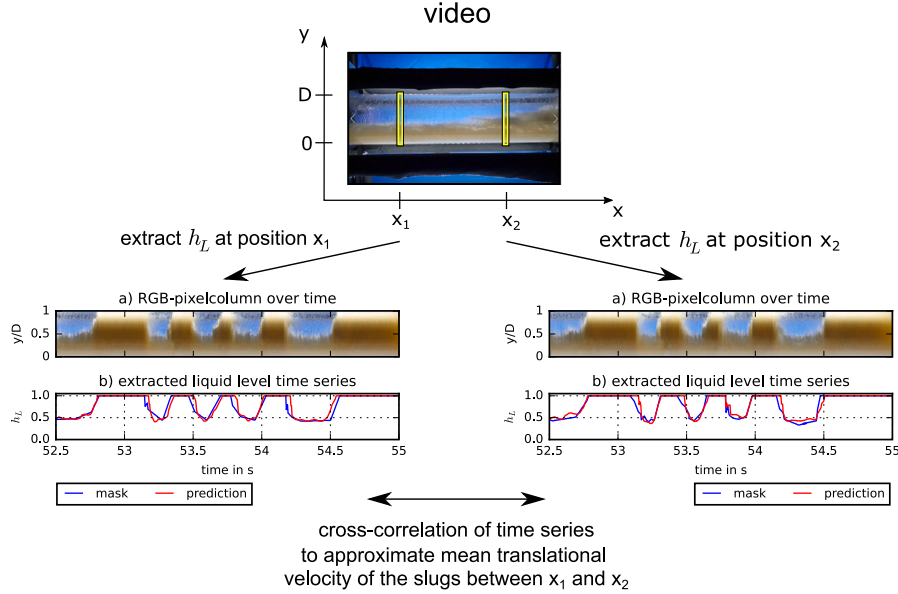 video
y
D
0
x1
x2
x
extract hL at position x1
extract hL at position x2
a) RGB-pixelcolumn over time
1
0.5
0
y/D
b) extracted liquid level time series
1.0
0.5
0.0
hL
52.5 53 53.5 54 54.5 55
time in s
mask prediction
a) RGB-pixelcolumn over time
1
0.5
0
y/D
b) extracted liquid level time series
1.0
0.5
0.0
hL
52.5 53 53.5 54 54.5 55
time in s
mask prediction
cross-correlation of time series
to approximate mean translational
velocity of the slugs between x1 and x2